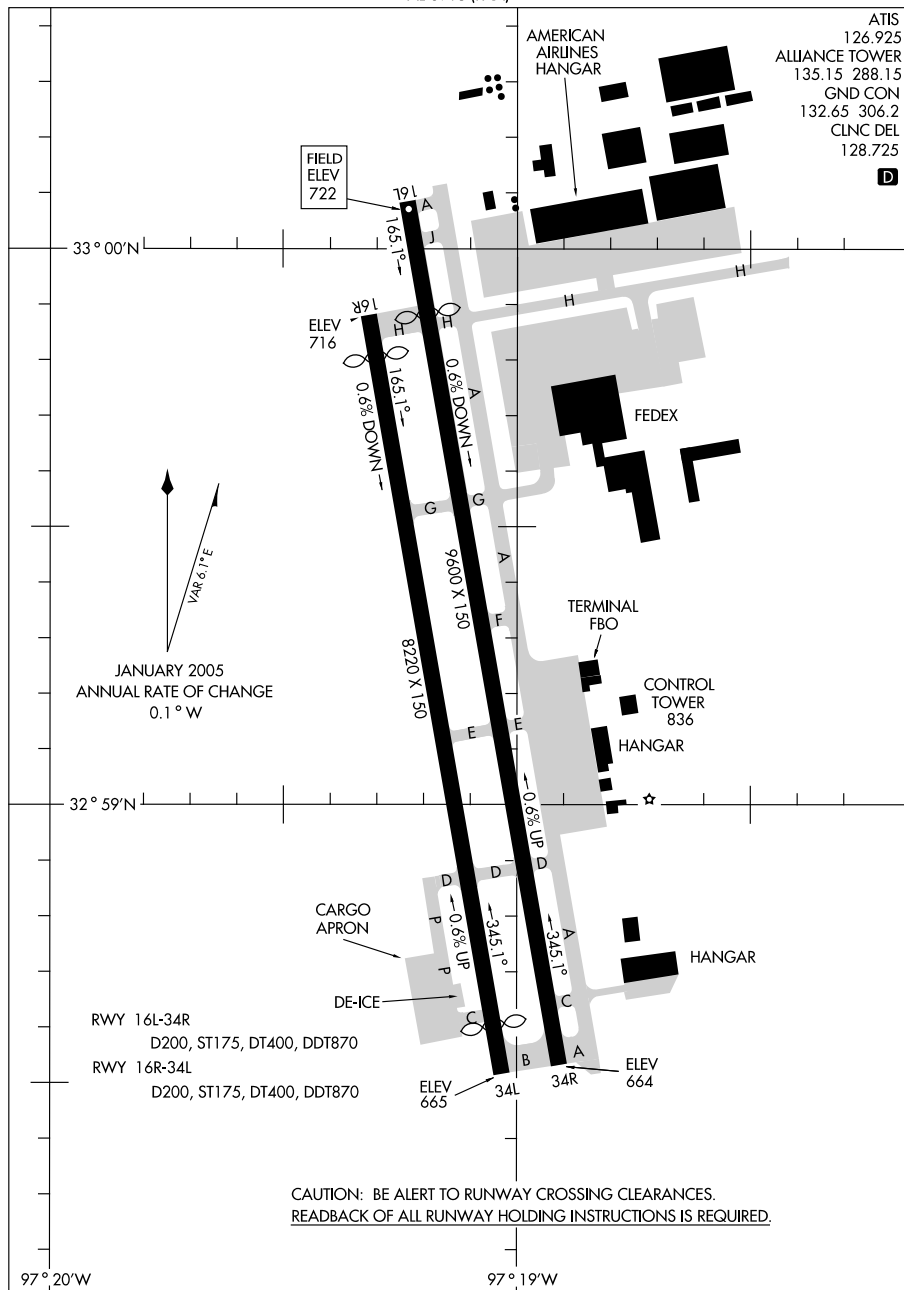 ATIS
126.925
ALLIANCE TOWER
135.15 288.15
GND CON
132.65 306.2
CLNC DEL
128.725
D
AMERICAN
AIRLINES
HANGAR
FIELD
ELEV
722
16L
A
J
165.1°
33° 00'N
H
H
16R
ELEV
716
H
H
165.1°
0.6% DOWN
0.6% DOWN
A
FEDEX
G
G
A
VAR 6.1° E
9600 X 150
F
TERMINAL
FBO
8220 X 150
JANUARY 2005
ANNUAL RATE OF CHANGE
0.1° W
CONTROL
TOWER
836
E
E
HANGAR
32° 59'N
0.6% UP
D
D
D
CARGO
APRON
P
P
0.6% UP
345.1°
345.1°
A
HANGAR
DE-ICE
C
C
RWY 16L-34R
D200, ST175, DT400, DDT870
RWY 16R-34L
D200, ST175, DT400, DDT870
B
A
ELEV
665
34L
34R
ELEV
664
CAUTION: BE ALERT TO RUNWAY CROSSING CLEARANCES.
READBACK OF ALL RUNWAY HOLDING INSTRUCTIONS IS REQUIRED.
97° 20'W
97° 19'W